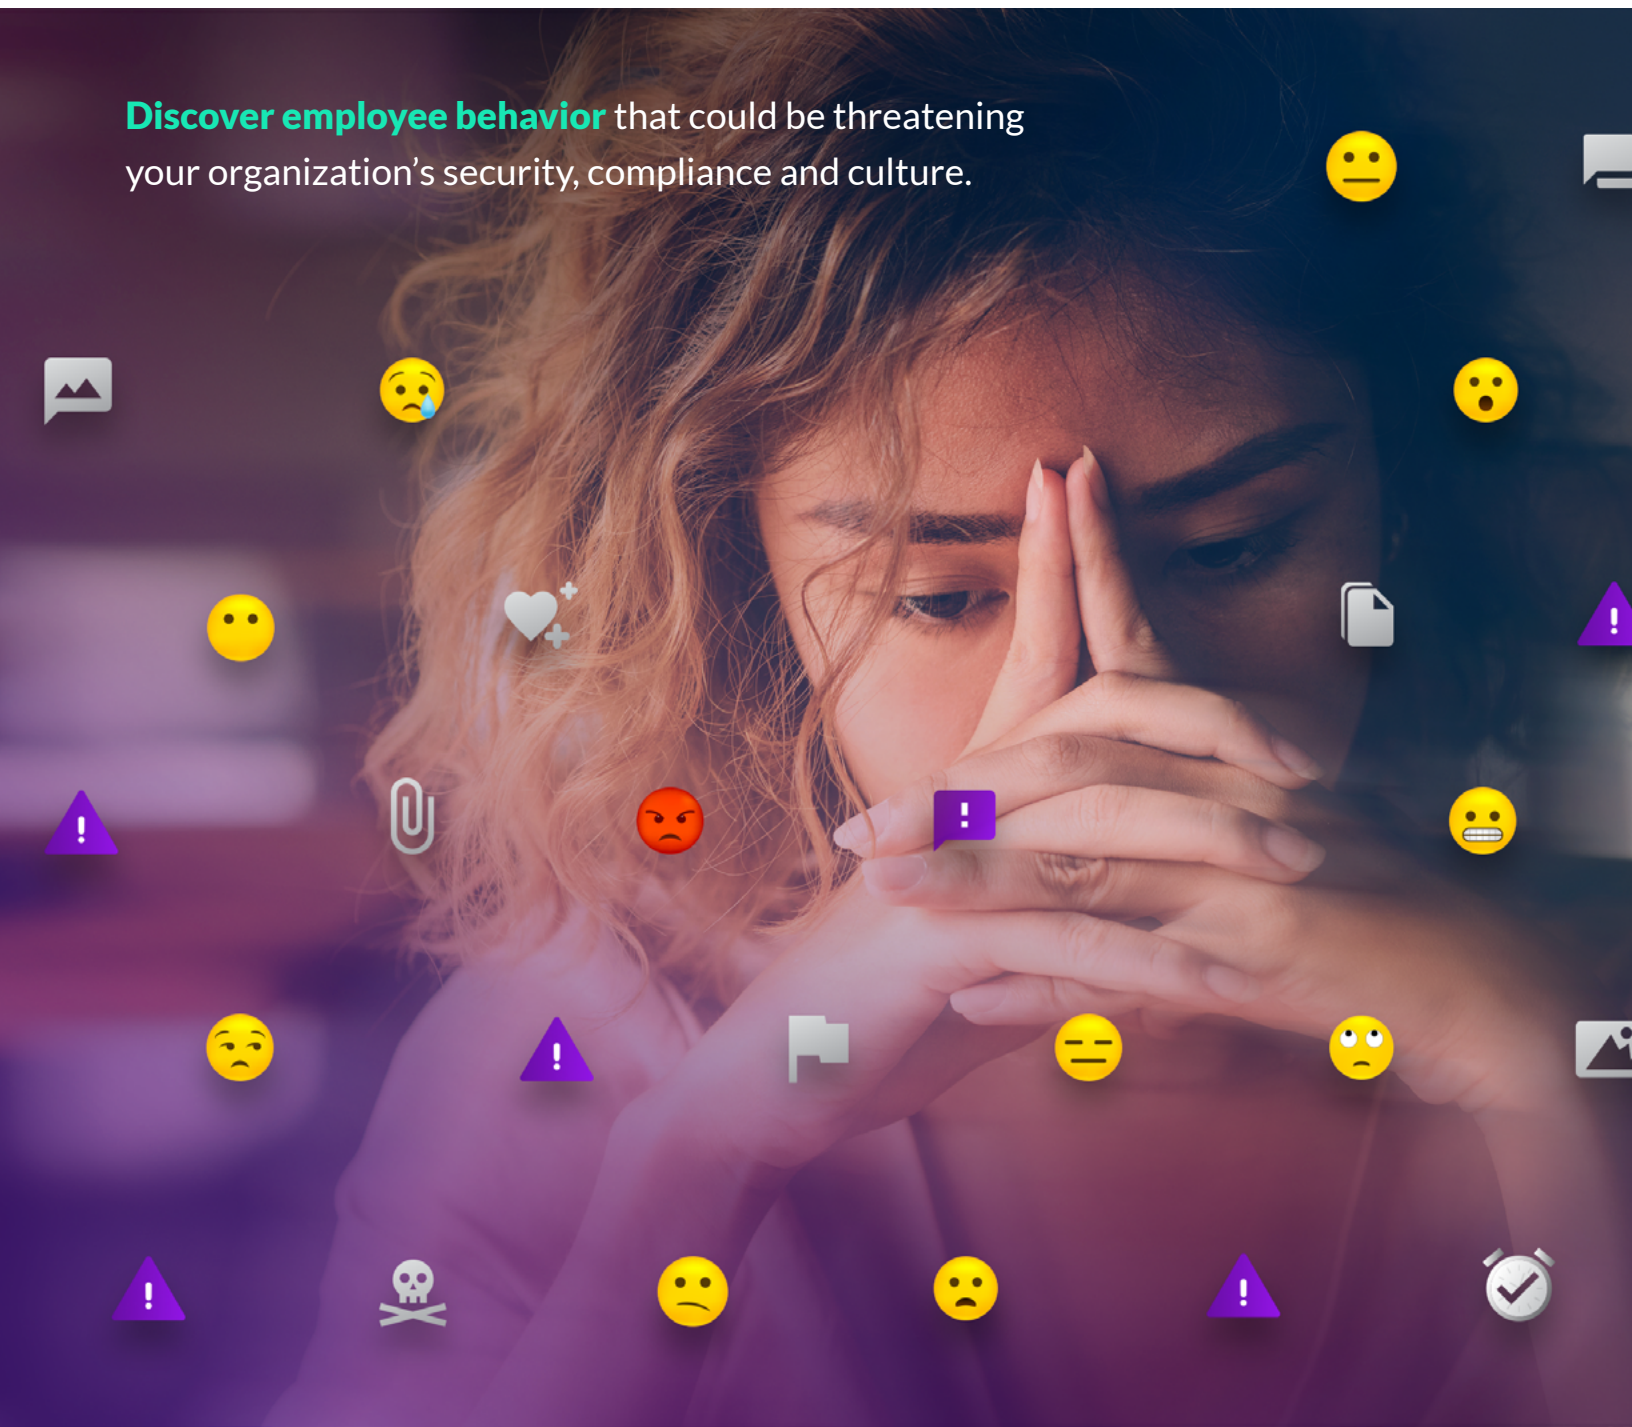 Discover employee behavior that could be threatening
your organization’s security, compliance and culture.